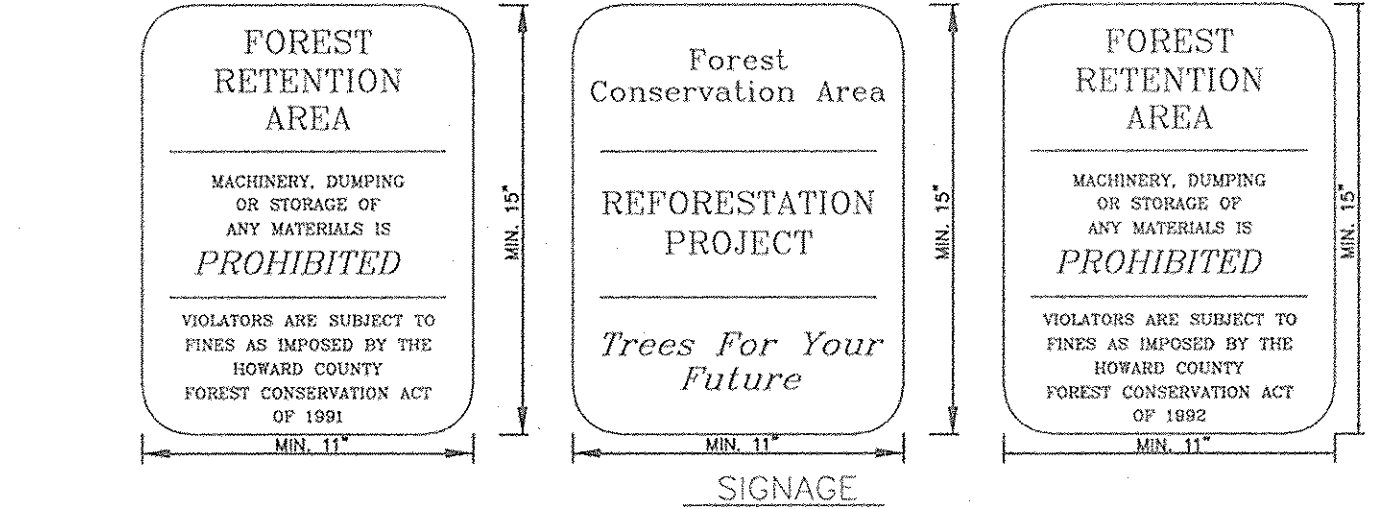 FOREST
RETENTION
AREA
MACHINERY, DUMPING
OR STORAGE OF
ANY MATERIALS IS
PROHIBITED
VIOLATORS ARE SUBJECT TO
FINES AS IMPOSED BY THE
HOWARD COUNTY
FOREST CONSERVATION ACT
OF 1991
MIN. 15"
MIN. 11"
Forest
Conservation Area
REFORESTATION
PROJECT
Trees For Your
Future
MIN. 15"
MIN. 11"
FOREST
RETENTION
AREA
MACHINERY, DUMPING
OR STORAGE OF
ANY MATERIALS IS
PROHIBITED
VIOLATORS ARE SUBJECT TO
FINES AS IMPOSED BY THE
HOWARD COUNTY
FOREST CONSERVATION ACT
OF 1992
MIN. 15"
MIN. 11"
SIGNAGE